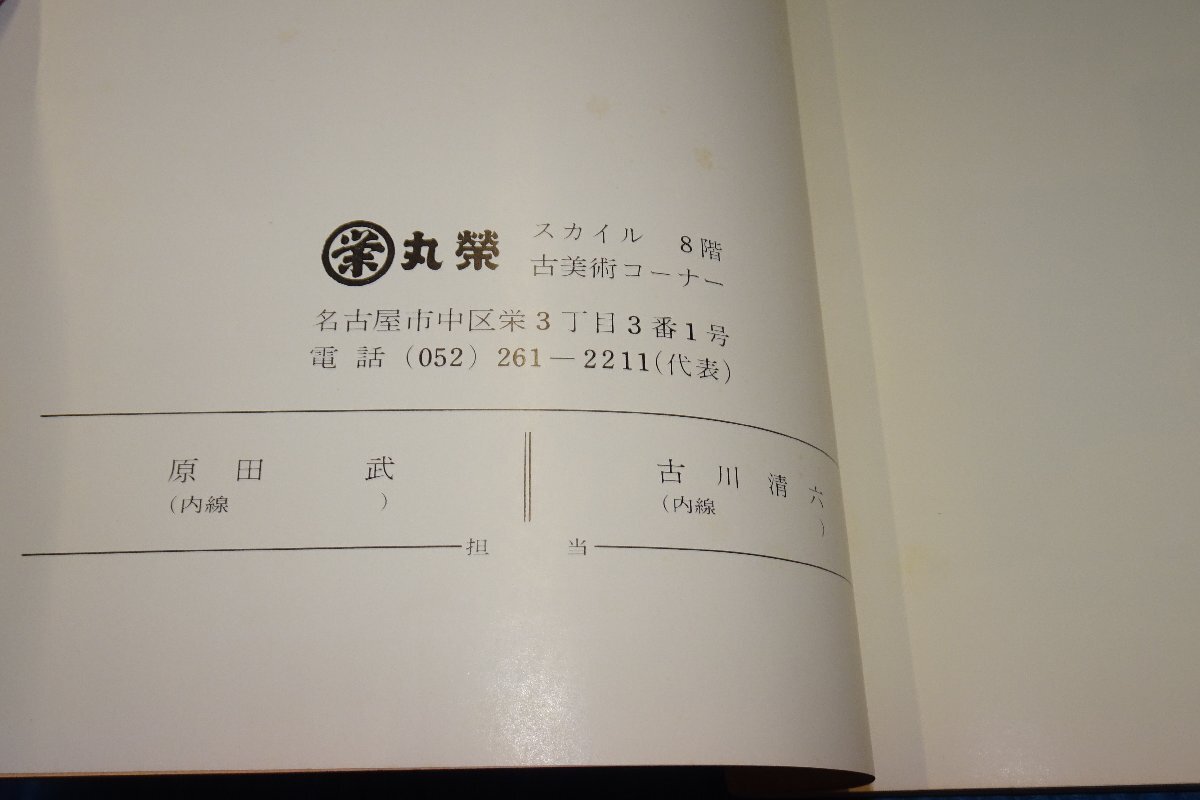 栄 丸榮 スカイル 8階
古美術コーナー
名古屋市中区栄3丁目3番1号
電話(052)261−2211(代表)
原田 武 古川清六
(内線 ) (内線 )
担 当